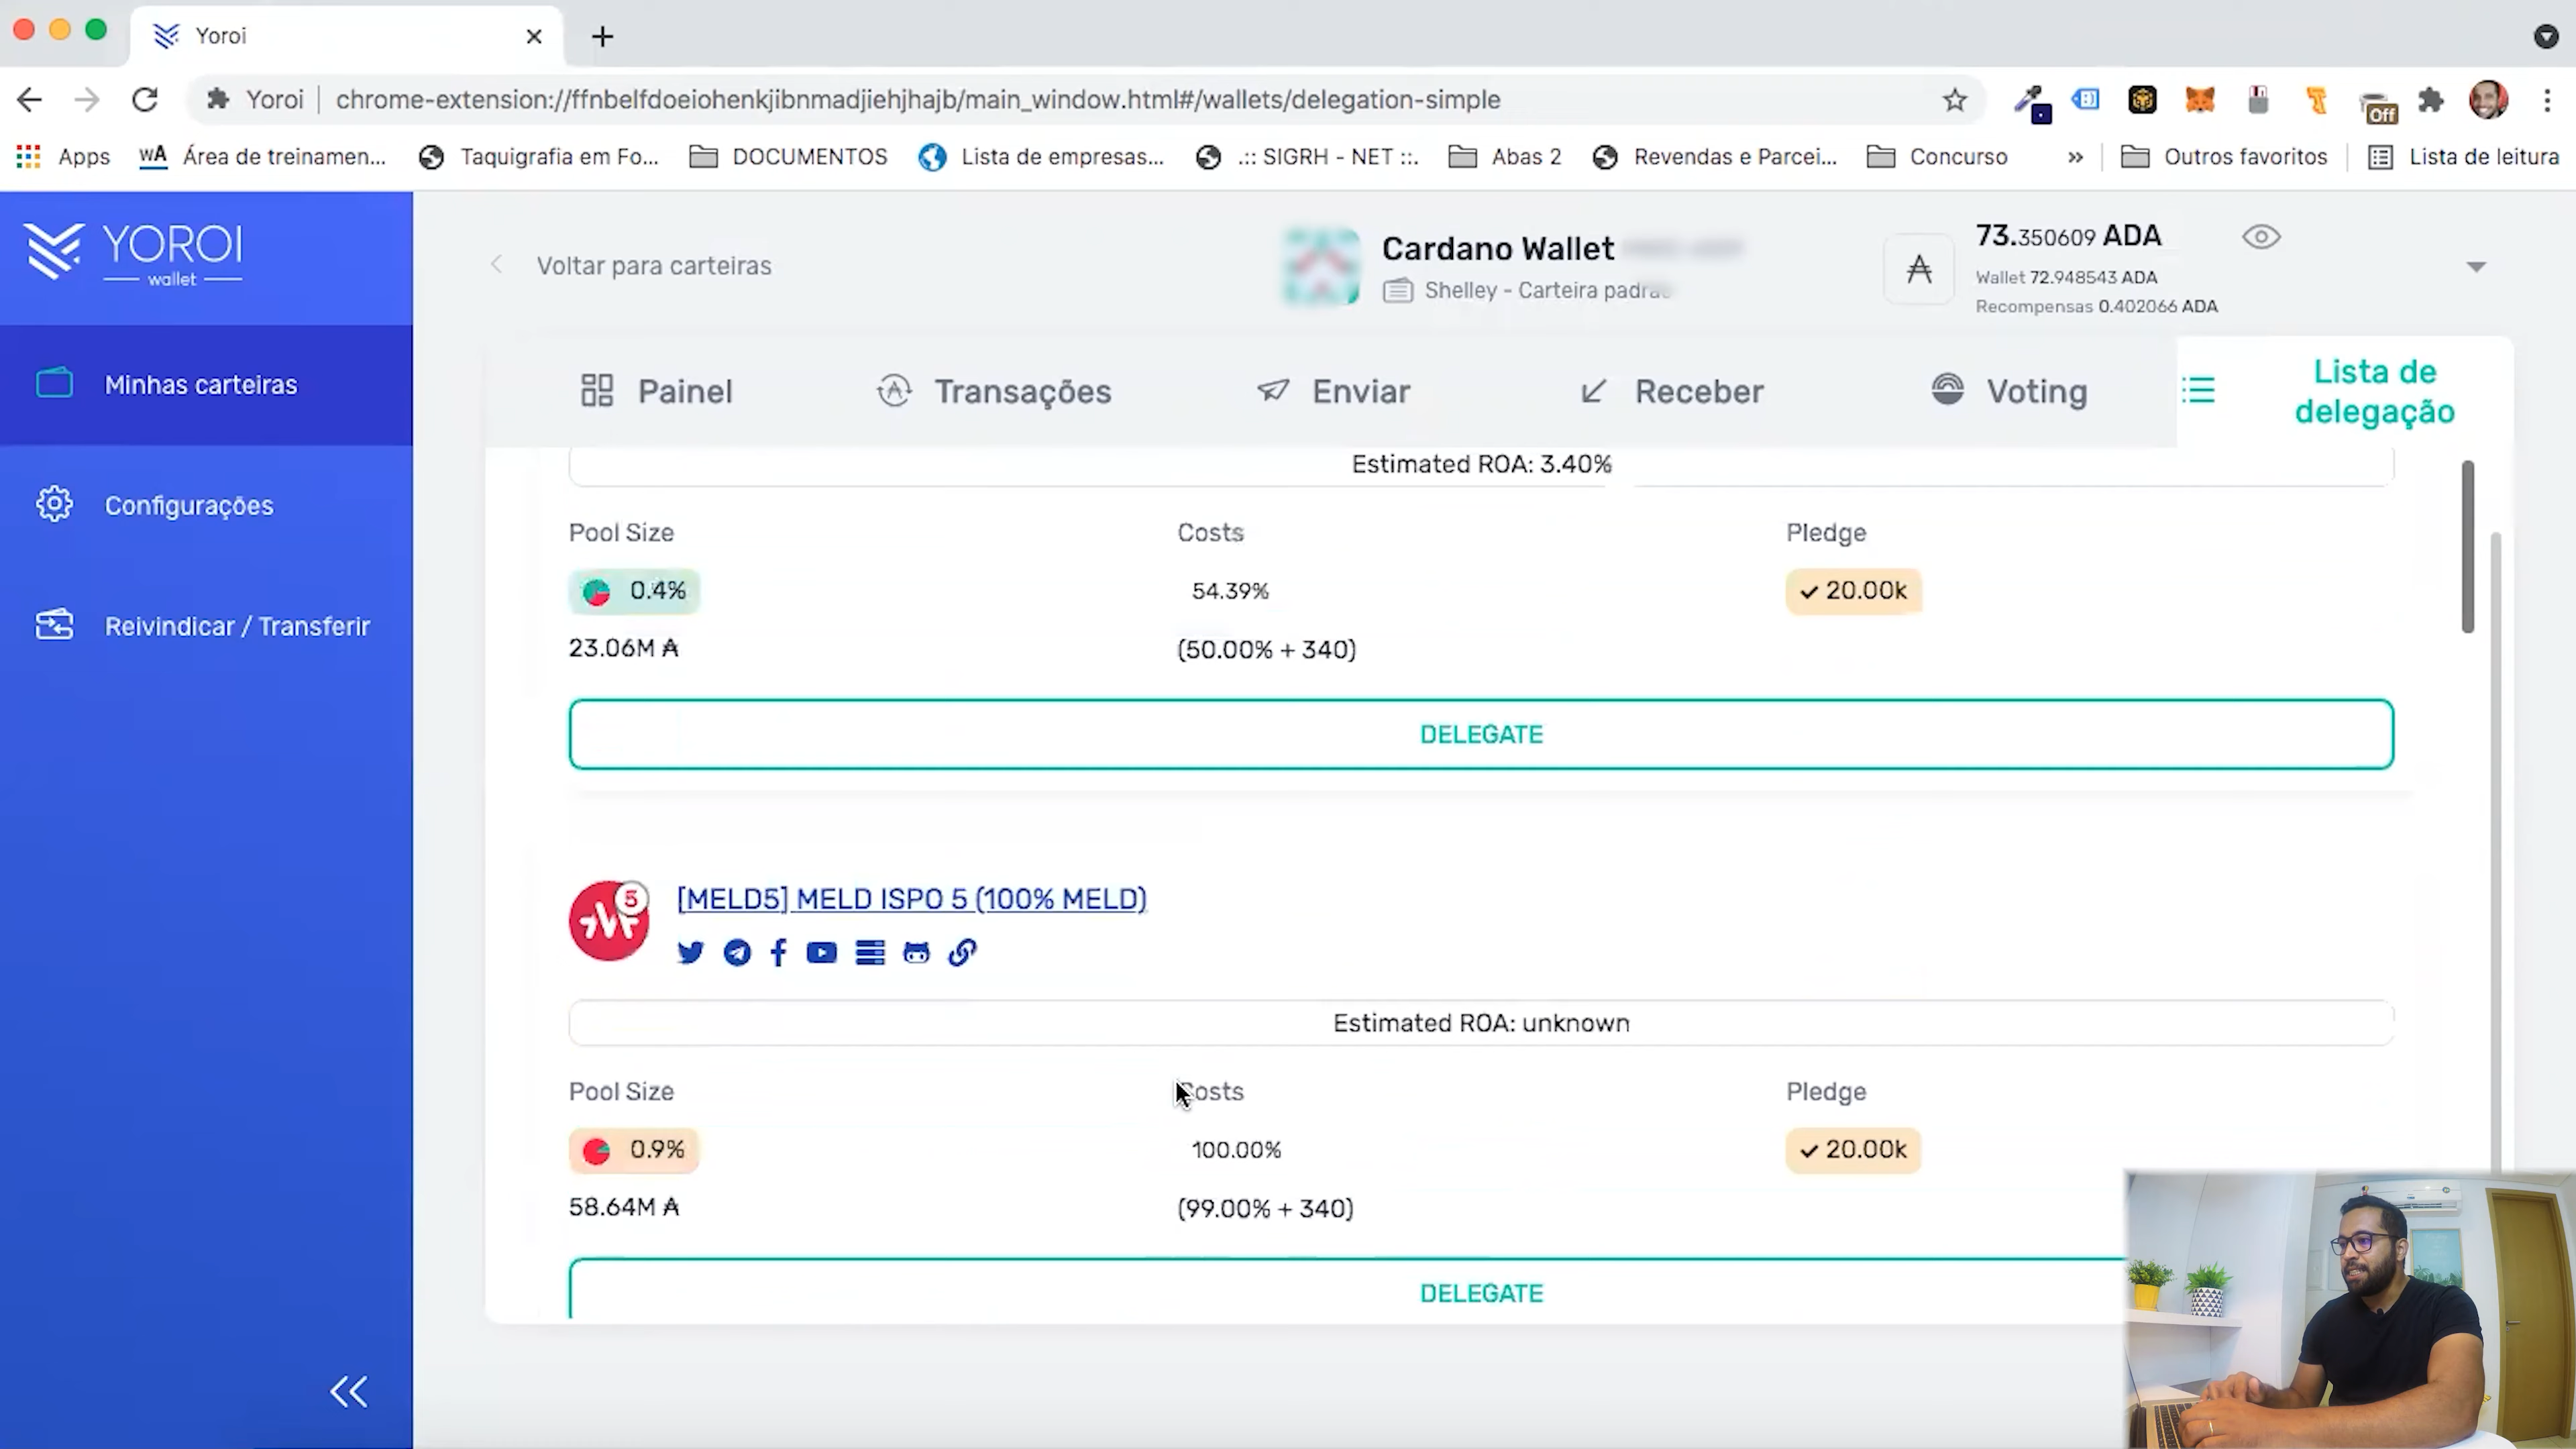 Yoroi
Yoroi | chrome-extension://ffnbelfdoeiohenkjibnmadjiehjhajb/main_window.html#/wallets/delegation-simple
Off
Apps
wA Área de treinamen...
Taquigrafia em Fo...
DOCUMENTOS
Lista de empresas...
.:: SIGRH - NET ::.
Abas 2
Revendas e Parcei...
Concurso
»
Outros favoritos
Lista de leitura
YOROI
wallet
Minhas carteiras
Configurações
Reivindicar / Transferir
Voltar para carteiras
Cardano Wallet
Shelley - Carteira padrão
73.350609 ADA
Wallet 72.948543 ADA
Recompensas 0.402066 ADA
Painel
Transações
Enviar
Receber
Voting
Lista de
delegação
Estimated ROA: 3.40%
Pool Size Costs Pledge
0.4% 54.39% 20.00k
23.06M ₳ (50.00% + 340)
DELEGATE
5
[MELD5] MELD ISPO 5 (100% MELD)
Estimated ROA: unknown
Pool Size Costs Pledge
0.9% 100.00% 20.00k
58.64M ₳ (99.00% + 340)
DELEGATE